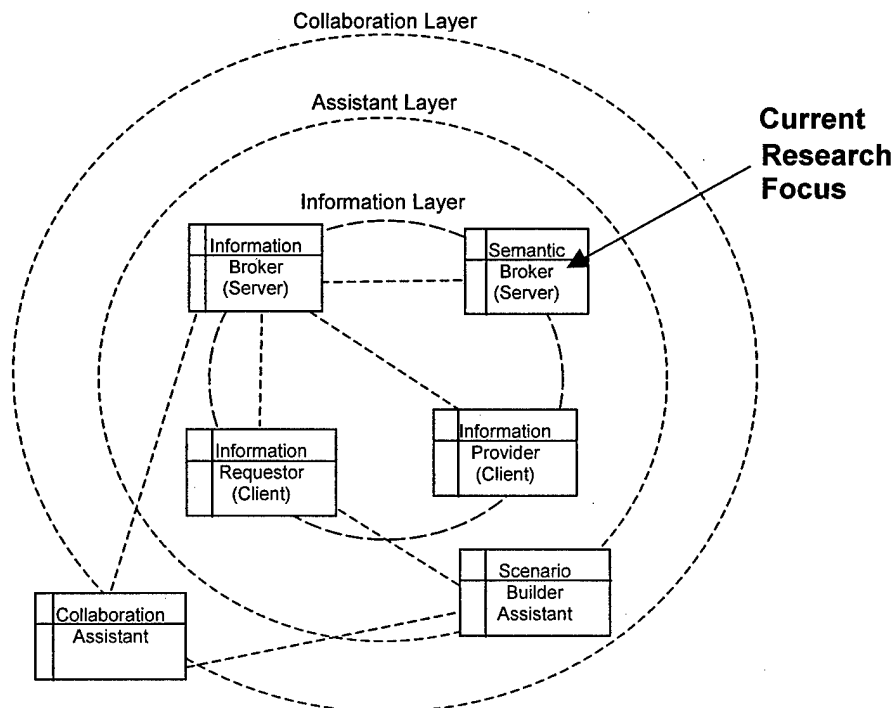 Collaboration Layer
Assistant Layer
Current
Research
Focus
Information Layer
Information
Broker
(Server)
Semantic
Broker
(Server)
Information
Requestor
(Client)
Information
Provider
(Client)
Scenario
Builder
Assistant
Collaboration
Assistant